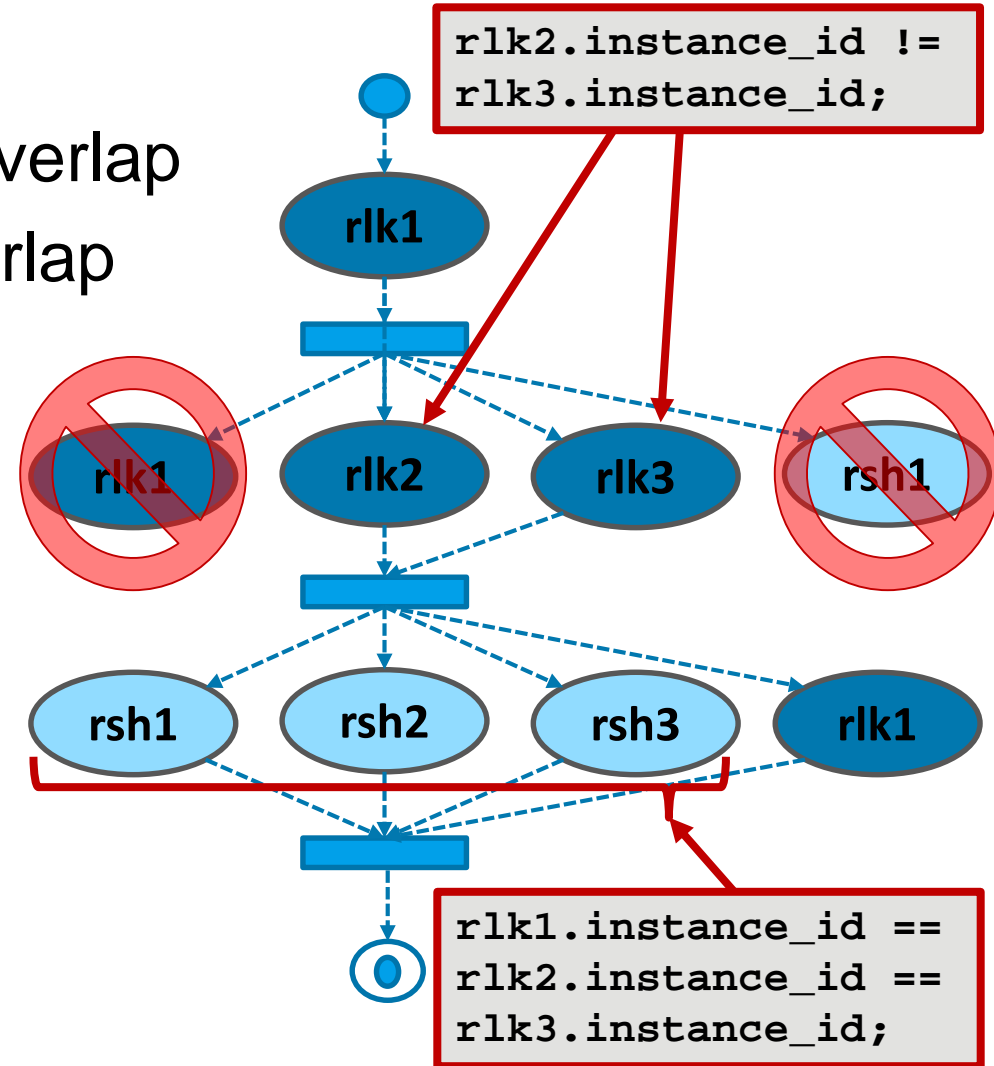 rlk2.instance_id !=
rlk3.instance_id;
verlap
rlap
rlk1
rlk1
rlk2
rlk3
rsh1
rsh1
rsh2
rsh3
rlk1
rlk1.instance_id ==
rlk2.instance_id ==
rlk3.instance_id;